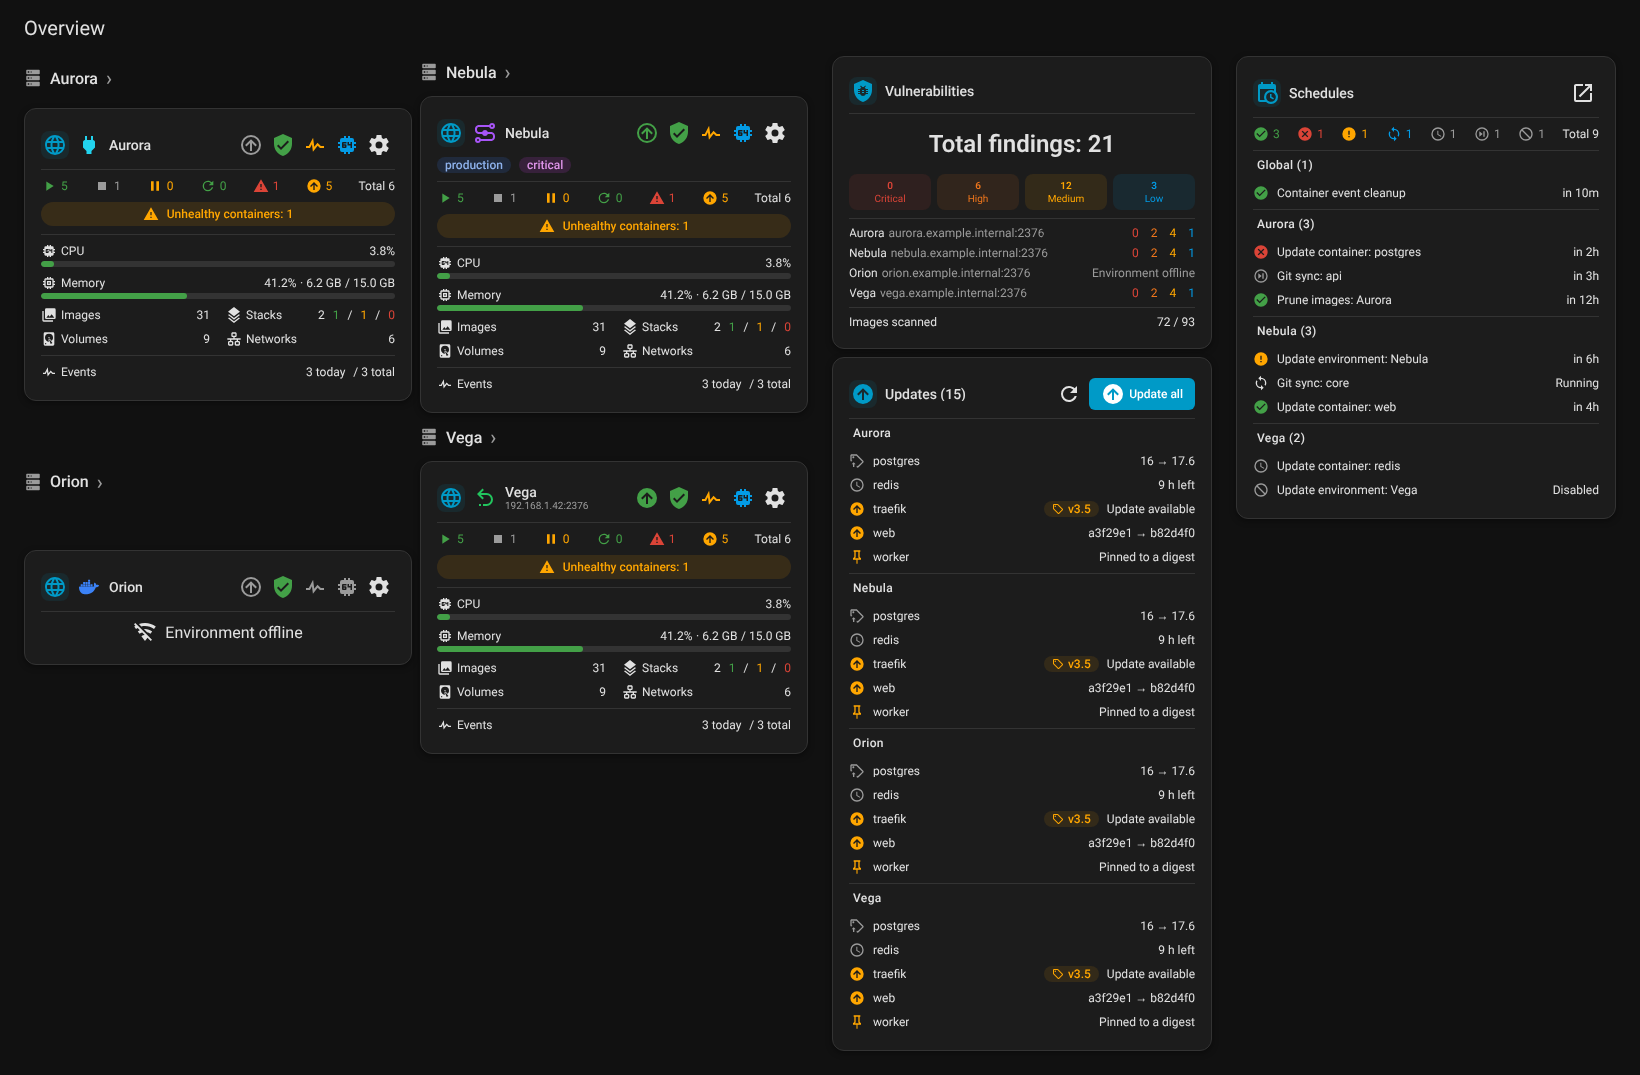 Overview
Aurora ›
Aurora
5 1 0 0 1 5 Total 6
Unhealthy containers: 1
CPU 3.8%
Memory 41.2% · 6.2 GB / 15.0 GB
Images 31 Stacks 2 1 / 1 / 0
Volumes 9 Networks 6
Events 3 today / 3 total
Orion ›
Orion
Environment offline
Nebula ›
Nebula
production critical
5 1 0 0 1 5 Total 6
Unhealthy containers: 1
CPU 3.8%
Memory 41.2% · 6.2 GB / 15.0 GB
Images 31 Stacks 2 1 / 1 / 0
Volumes 9 Networks 6
Events 3 today / 3 total
Vega ›
Vega
192.168.1.42:2376
5 1 0 0 1 5 Total 6
Unhealthy containers: 1
CPU 3.8%
Memory 41.2% · 6.2 GB / 15.0 GB
Images 31 Stacks 2 1 / 1 / 0
Volumes 9 Networks 6
Events 3 today / 3 total
Vulnerabilities
Total findings: 21
0 6 12 3
Critical High Medium Low
Aurora aurora.example.internal:2376 0 2 4 1
Nebula nebula.example.internal:2376 0 2 4 1
Orion orion.example.internal:2376 Environment offline
Vega vega.example.internal:2376 0 2 4 1
Images scanned 72 / 93
Updates (15) Update all
Aurora
postgres 16 → 17.6
redis 9 h left
traefik v3.5 Update available
web a3f29e1 → b82d4f0
worker Pinned to a digest
Nebula
postgres 16 → 17.6
redis 9 h left
traefik v3.5 Update available
web a3f29e1 → b82d4f0
worker Pinned to a digest
Orion
postgres 16 → 17.6
redis 9 h left
traefik v3.5 Update available
web a3f29e1 → b82d4f0
worker Pinned to a digest
Vega
postgres 16 → 17.6
redis 9 h left
traefik v3.5 Update available
web a3f29e1 → b82d4f0
worker Pinned to a digest
Schedules
3 1 1 1 1 1 1 Total 9
Global (1)
Container event cleanup in 10m
Aurora (3)
Update container: postgres in 2h
Git sync: api in 3h
Prune images: Aurora in 12h
Nebula (3)
Update environment: Nebula in 6h
Git sync: core Running
Update container: web in 4h
Vega (2)
Update container: redis
Update environment: Vega Disabled